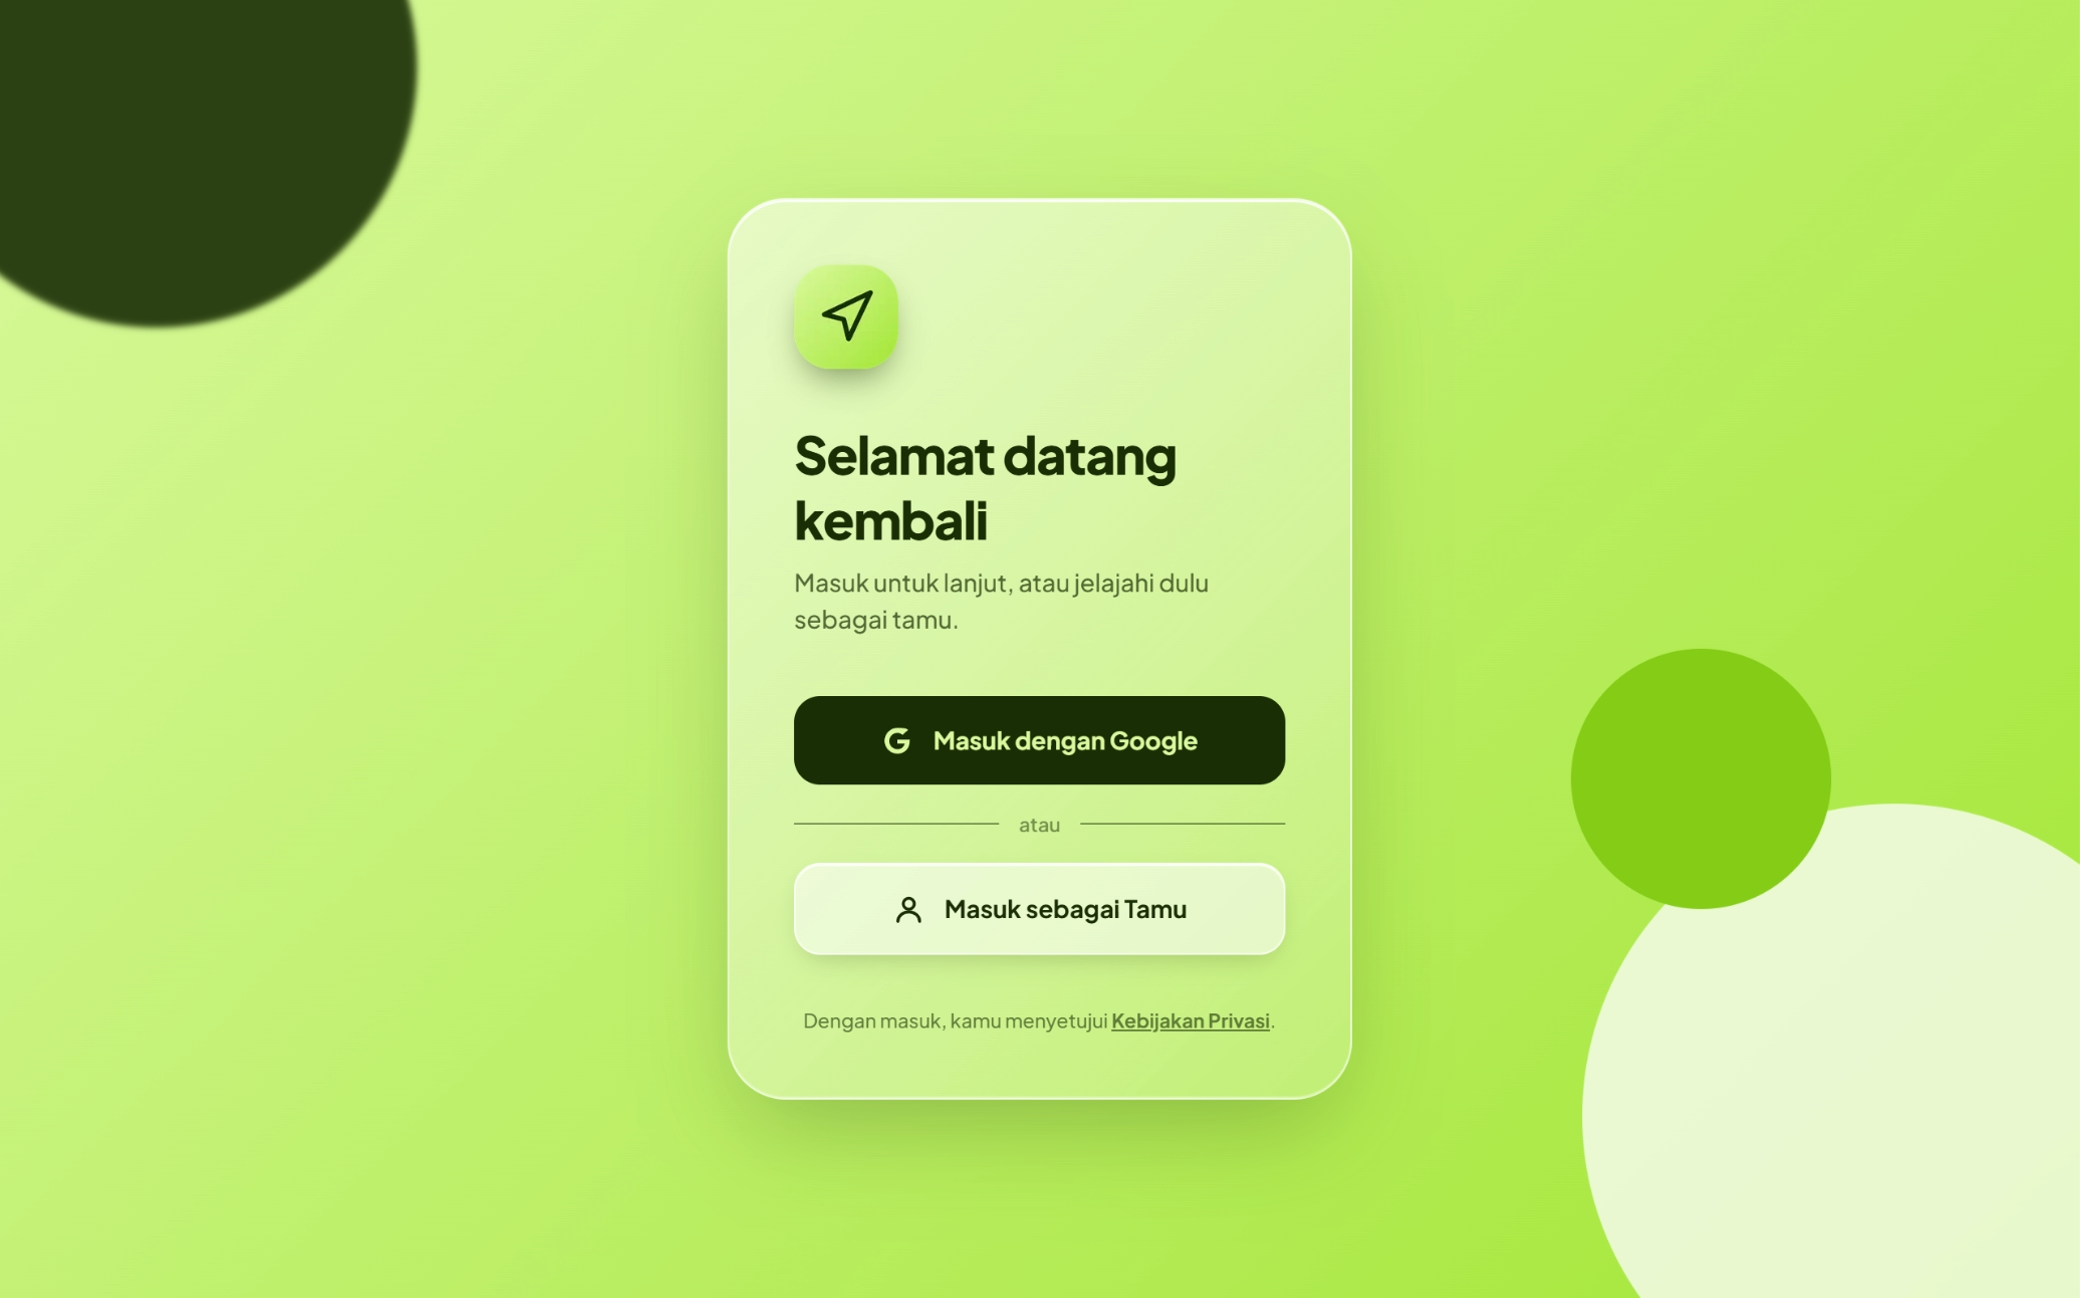 Selamat datang
kembali
Masuk untuk lanjut, atau jelajahi dulu
sebagai tamu.
Masuk dengan Google
atau
Masuk sebagai Tamu
Dengan masuk, kamu menyetujui Kebijakan Privasi.